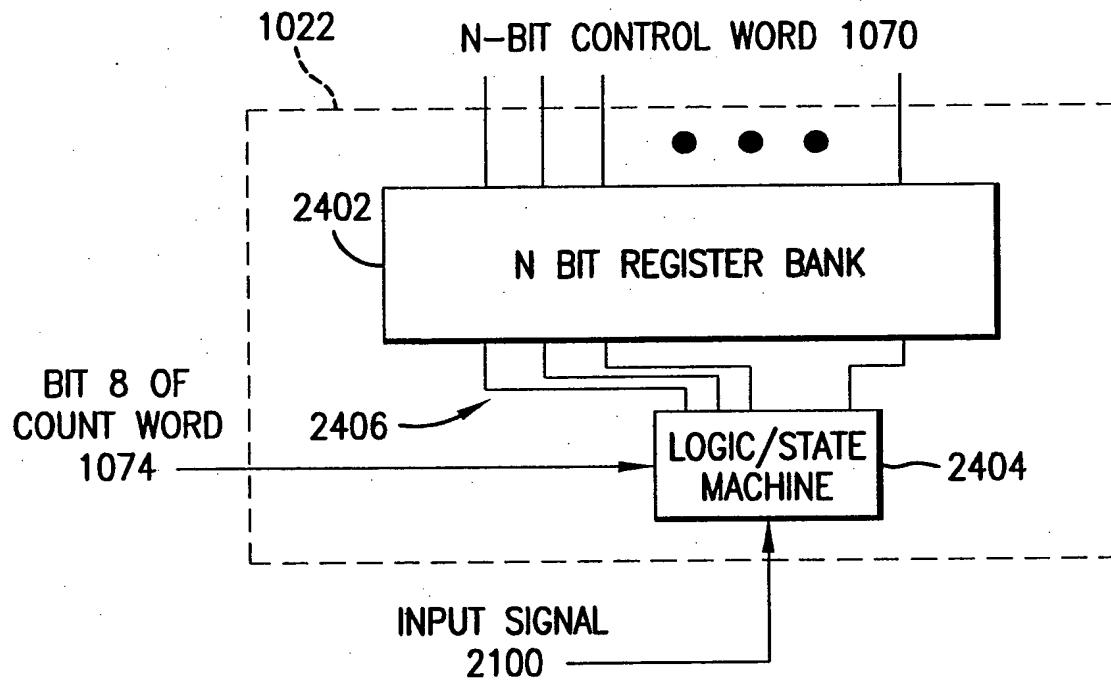 1022
N-BIT CONTROL WORD 1070
2402
N BIT REGISTER BANK
BIT 8 OF
COUNT WORD
1074
2406
LOGIC/STATE
MACHINE
2404
INPUT SIGNAL
2100